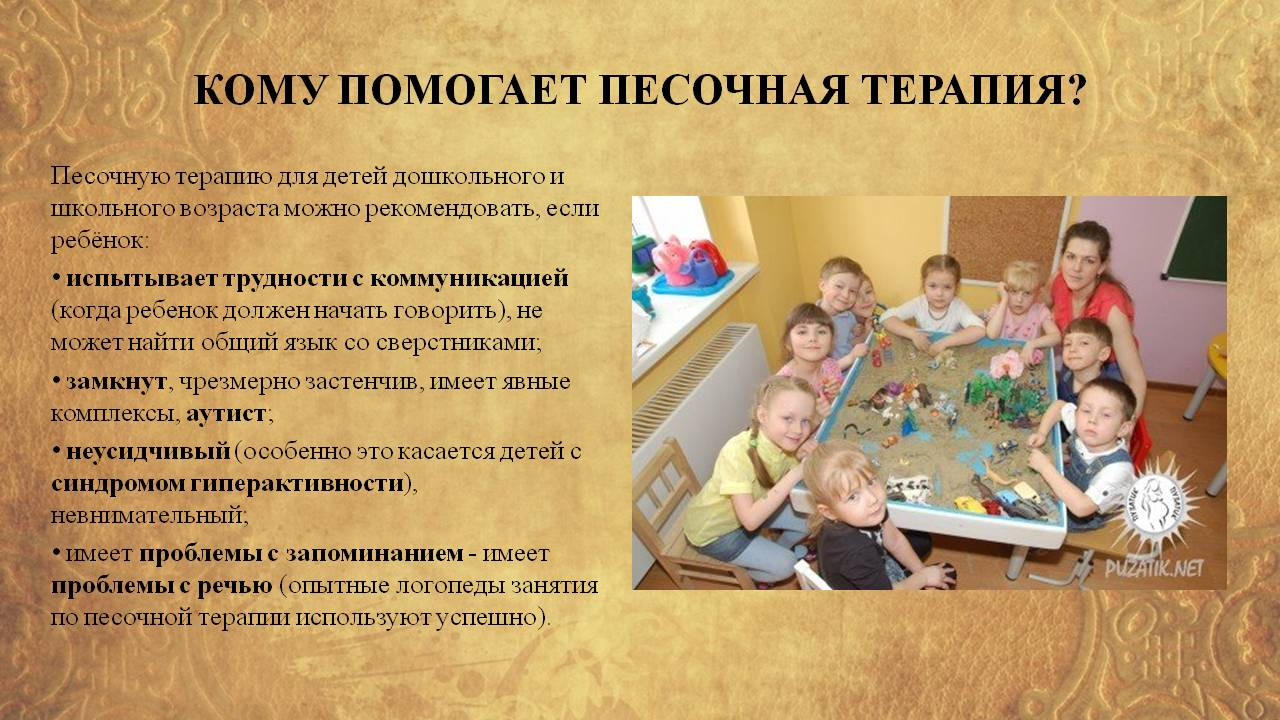 КОМУ ПОМОГАЕТ ПЕСОЧНАЯ ТЕРАПИЯ?
Песочную терапию для детей дошкольного и
школьного возраста можно рекомендовать, если
ребёнок:
• испытывает трудности с коммуникацией
(когда ребенок должен начать говорить), не
может найти общий язык со сверстниками;
• замкнут, чрезмерно застенчив, имеет явные
комплексы, аутист;
• неусидчивый (особенно это касается детей с
синдромом гиперактивности),
невнимательный;
• имеет проблемы с запоминанием - имеет
проблемы с речью (опытные логопеды занятия
по песочной терапии используют успешно).
PUZATIK.NET